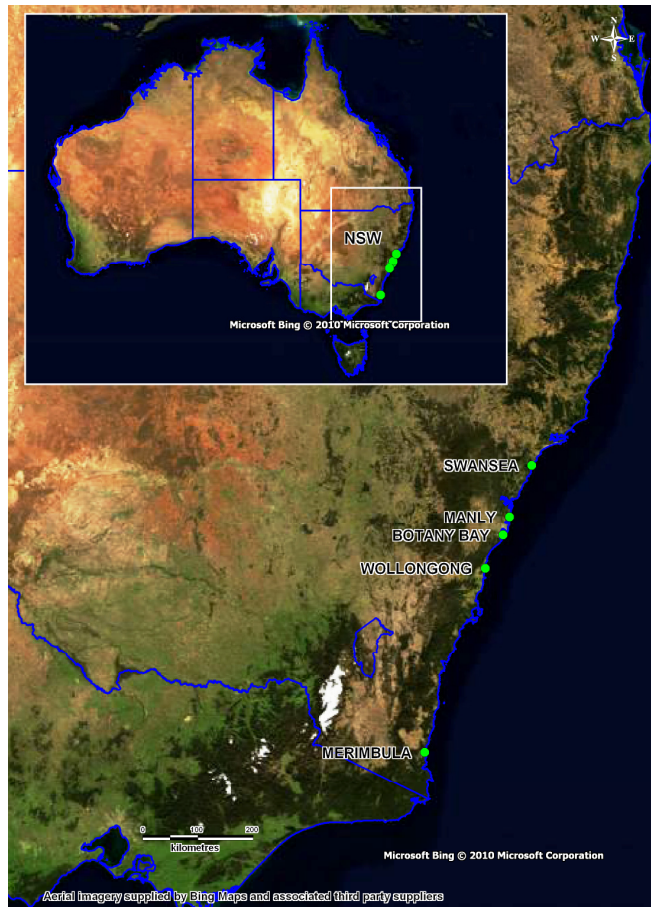 N
W E
S
NSW
Microsoft Bing © 2010 Microsoft Corporation
SWANSEA
MANLY
BOTANY BAY
WOLLONGONG
MERIMBULA
0 100 200
kilometres
Microsoft Bing © 2010 Microsoft Corporation
Aerial imagery supplied by Bing Maps and associated third party suppliers